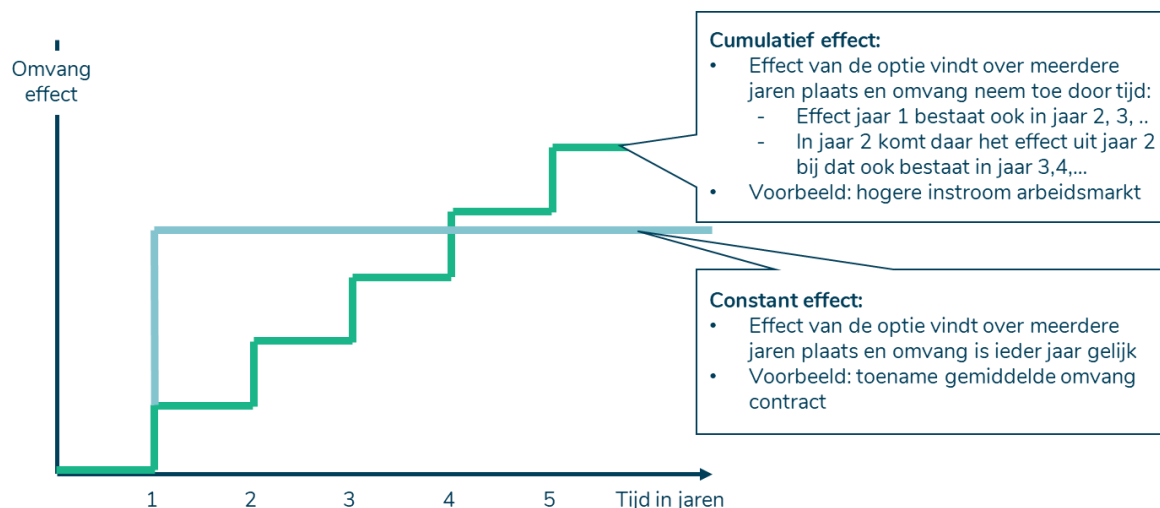 Omvang
effect
Cumulatief effect:
• Effect van de optie vindt over meerdere
jaren plaats en omvang neem toe door tijd:
- Effect jaar 1 bestaat ook in jaar 2, 3, ..
- In jaar 2 komt daar het effect uit jaar 2
bij dat ook bestaat in jaar 3,4,...
• Voorbeeld: hogere instroom arbeidsmarkt
Constant effect:
• Effect van de optie vindt over meerdere
jaren plaats en omvang is ieder jaar gelijk
• Voorbeeld: toename gemiddelde omvang
contract
1 2 3 4 5 Tijd in jaren